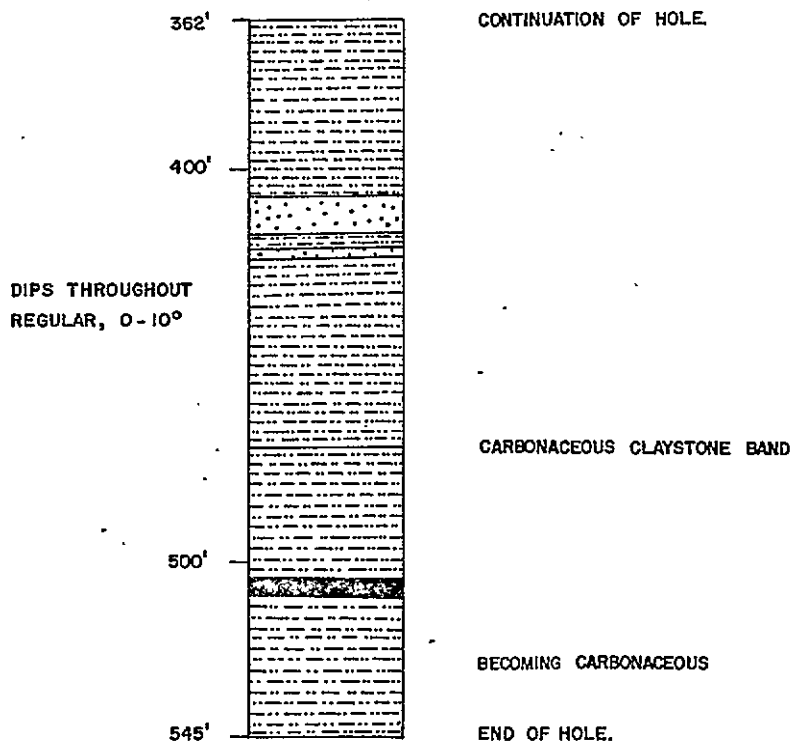 362'
CONTINUATION OF HOLE.
400'
DIPS THROUGHOUT
REGULAR, 0-10°
CARBONACEOUS CLAYSTONE BAND
500'
BECOMING CARBONACEOUS
545'
END OF HOLE.